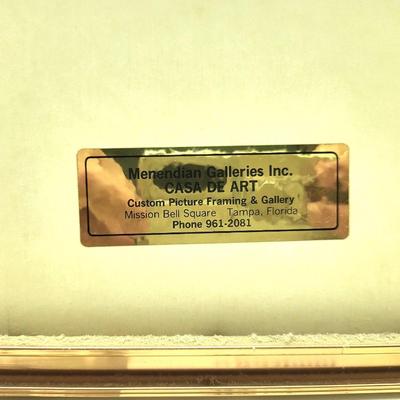 Menendian Galleries Inc.
CASA DE ART
Custom Picture Framing & Gallery
Mission Bell Square Tampa, Florida
Phone 961-2081